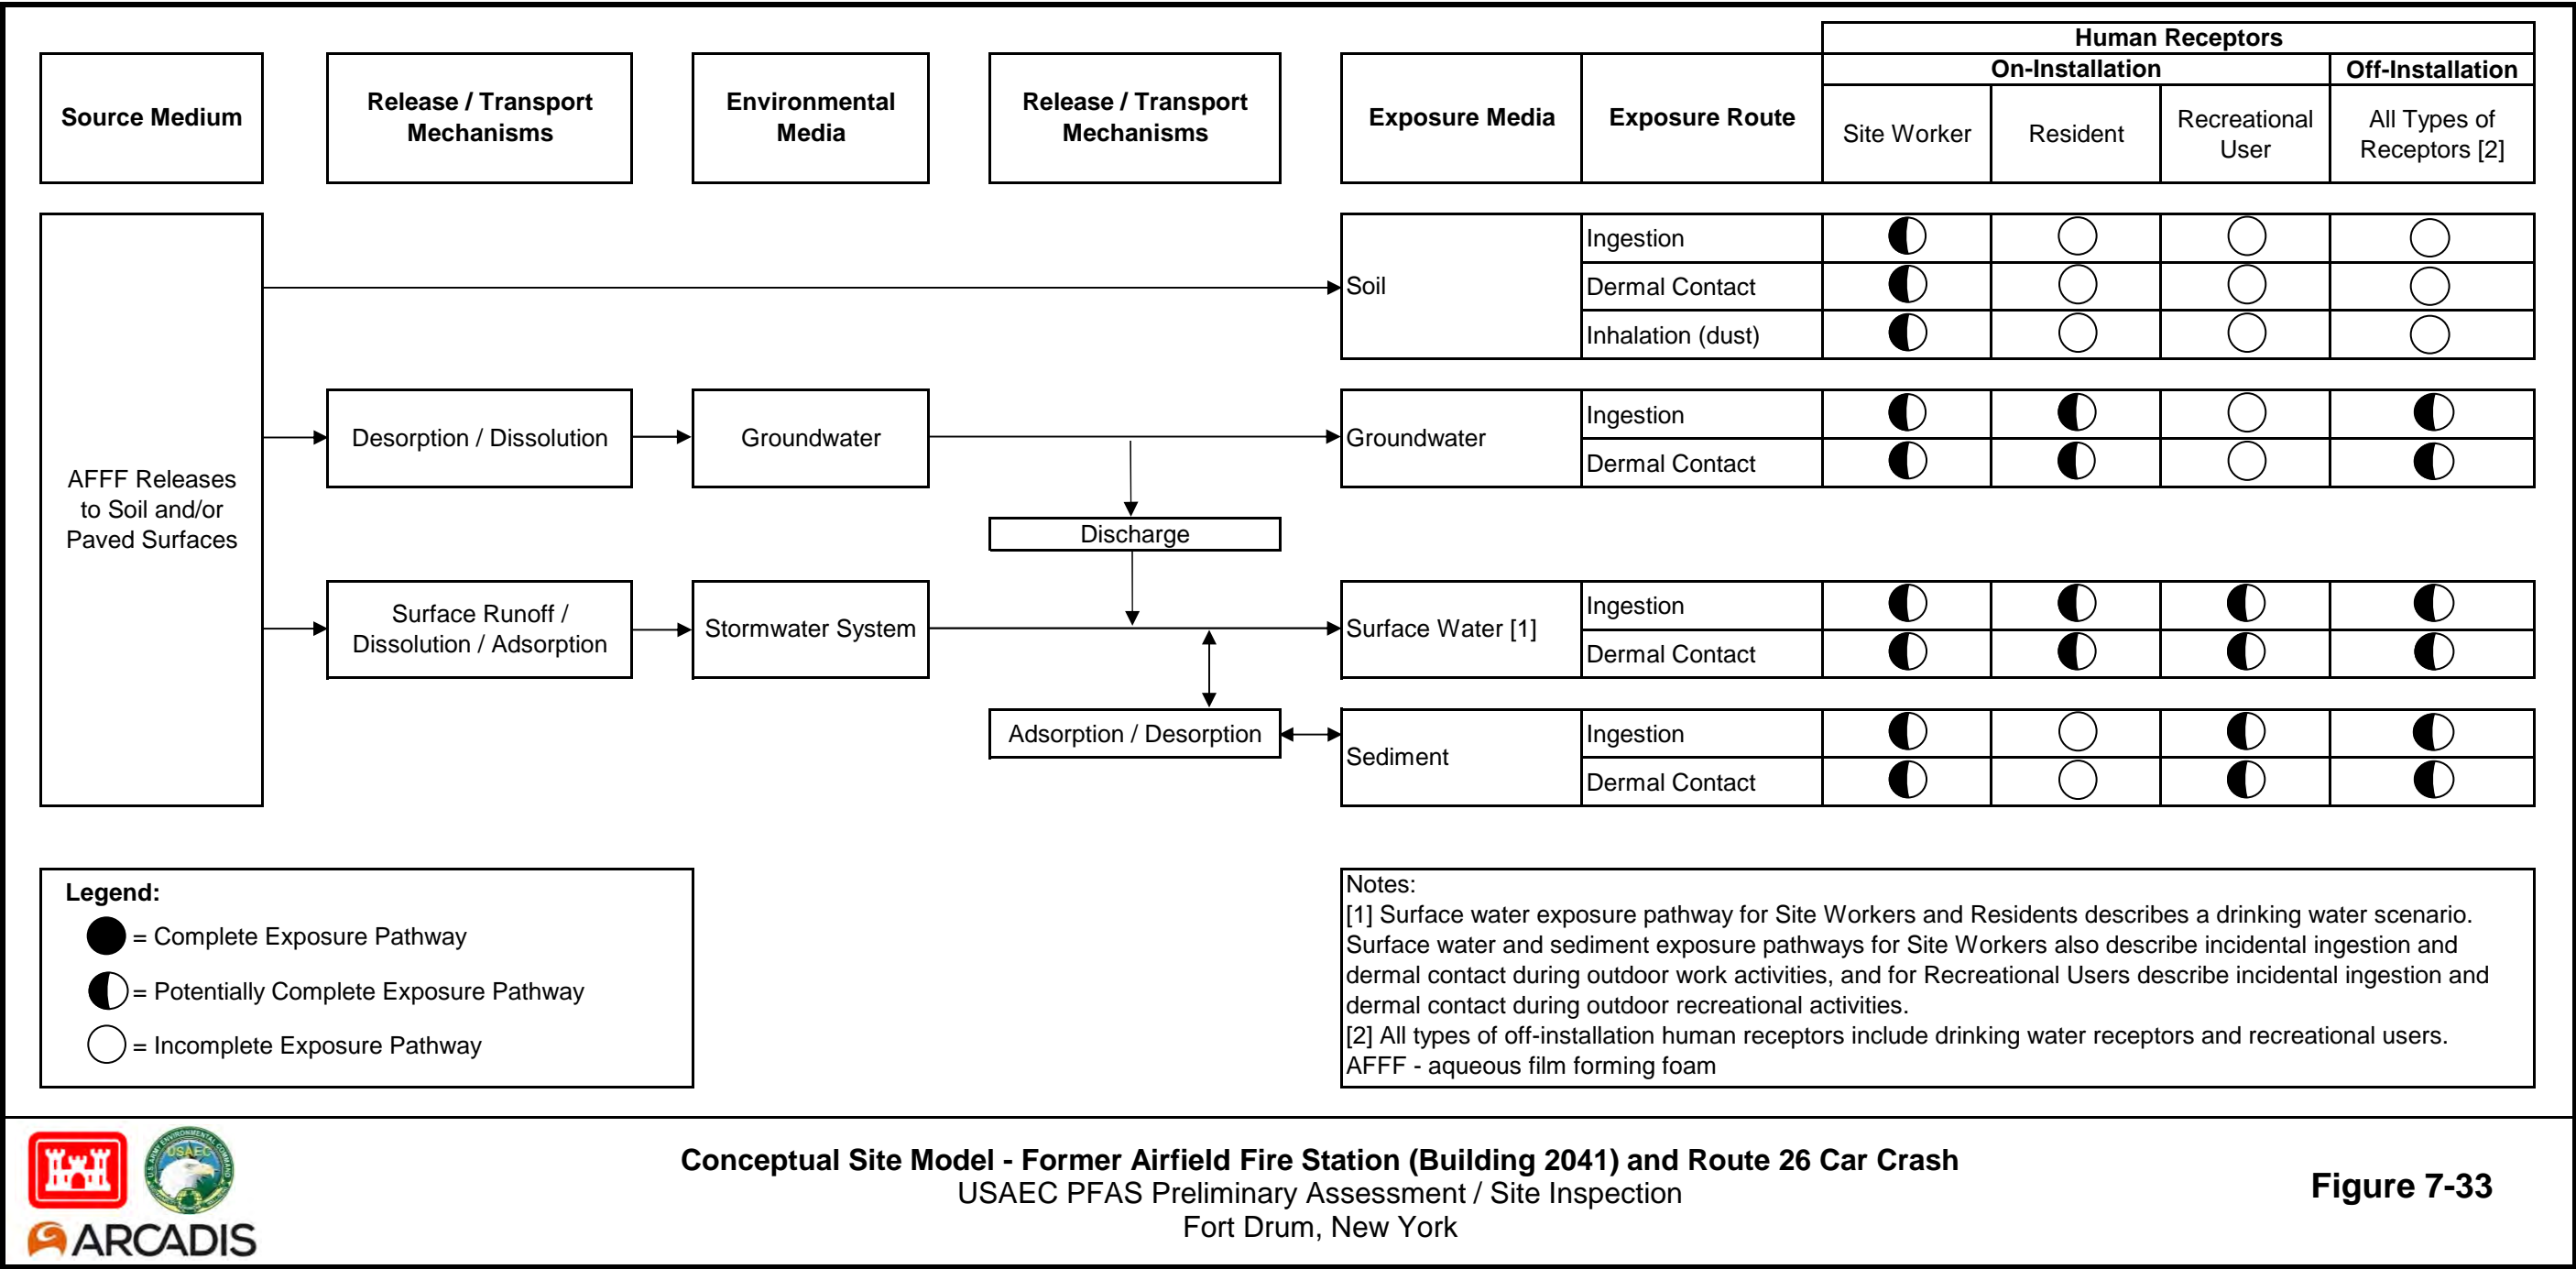 Human Receptors
On-Installation
Off-Installation
Source Medium
Release / Transport
Mechanisms
Environmental
Media
Release / Transport
Mechanisms
Exposure Media
Exposure Route
Site Worker
Resident
Recreational
User
All Types of
Receptors [2]
AFFF Releases
to Soil and/or
Paved Surfaces
Soil
Ingestion
Dermal Contact
Inhalation (dust)
Desorption / Dissolution
Groundwater
Groundwater
Ingestion
Dermal Contact
Discharge
Surface Runoff /
Dissolution / Adsorption
Stormwater System
Surface Water [1]
Ingestion
Dermal Contact
Adsorption / Desorption
Sediment
Ingestion
Dermal Contact
Legend:
= Complete Exposure Pathway
= Potentially Complete Exposure Pathway
= Incomplete Exposure Pathway
Notes:
[1] Surface water exposure pathway for Site Workers and Residents describes a drinking water scenario.
Surface water and sediment exposure pathways for Site Workers also describe incidental ingestion and
dermal contact during outdoor work activities, and for Recreational Users describe incidental ingestion and
dermal contact during outdoor recreational activities.
[2] All types of off-installation human receptors include drinking water receptors and recreational users.
AFFF - aqueous film forming foam
U.S. ARMY ENVIRONMENTAL COMMAND
USAEC
ARCADIS
Conceptual Site Model - Former Airfield Fire Station (Building 2041) and Route 26 Car Crash
USAEC PFAS Preliminary Assessment / Site Inspection
Fort Drum, New York
Figure 7-33